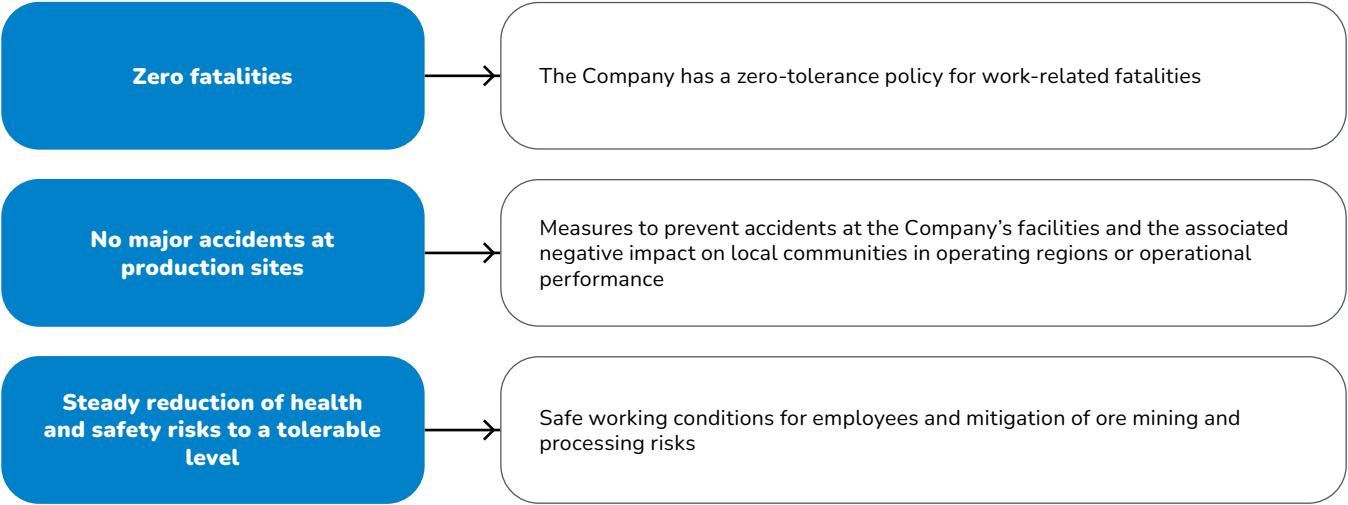 Zero fatalities
The Company has a zero-tolerance policy for work-related fatalities
No major accidents at
production sites
Measures to prevent accidents at the Company’s facilities and the associated
negative impact on local communities in operating regions or operational
performance
Steady reduction of health
and safety risks to a tolerable
level
Safe working conditions for employees and mitigation of ore mining and
processing risks